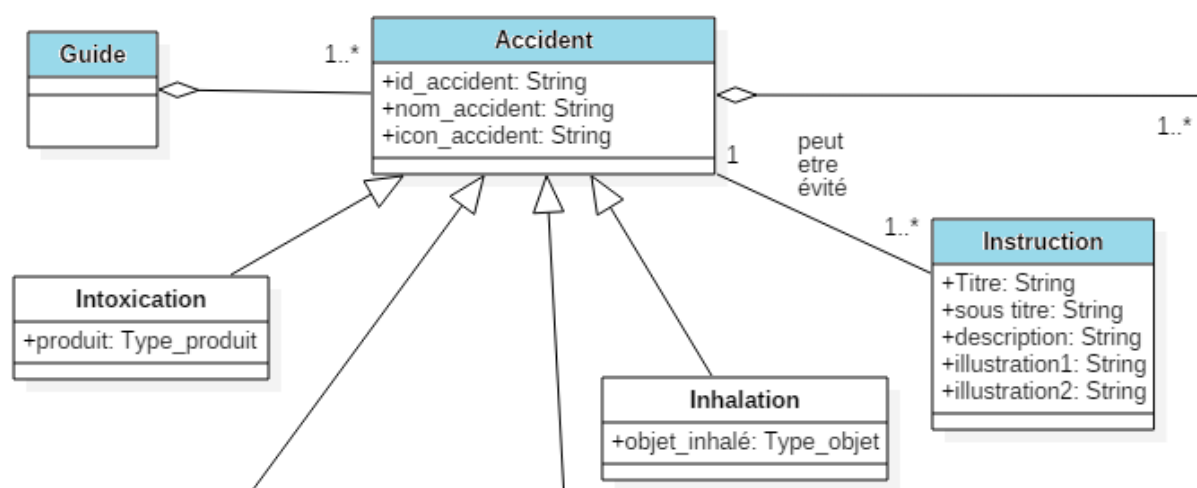 Guide
1..*
Accident
+id_accident: String
+nom_accident: String
+icon_accident: String
1..*
1
peut
etre
évité
1..*
Instruction
+Titre: String
+sous titre: String
+description: String
+illustration1: String
+illustration2: String
Intoxication
+produit: Type_produit
Inhalation
+objet_inhalé: Type_objet